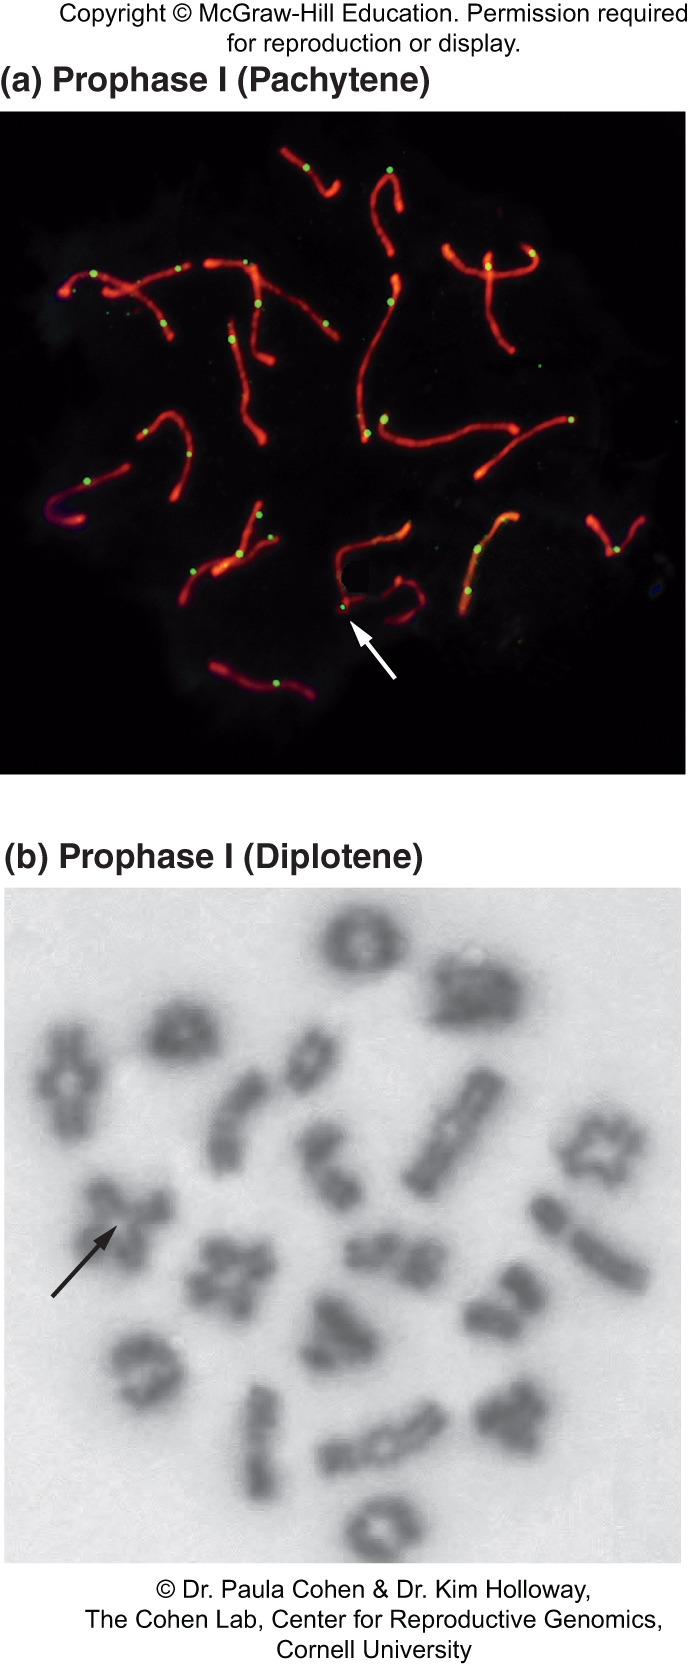 Copyright © McGraw-Hill Education. Permission required
for reproduction or display.
(a) Prophase I (Pachytene)
(b) Prophase I (Diplotene)
© Dr. Paula Cohen & Dr. Kim Holloway,
The Cohen Lab, Center for Reproductive Genomics,
Cornell University